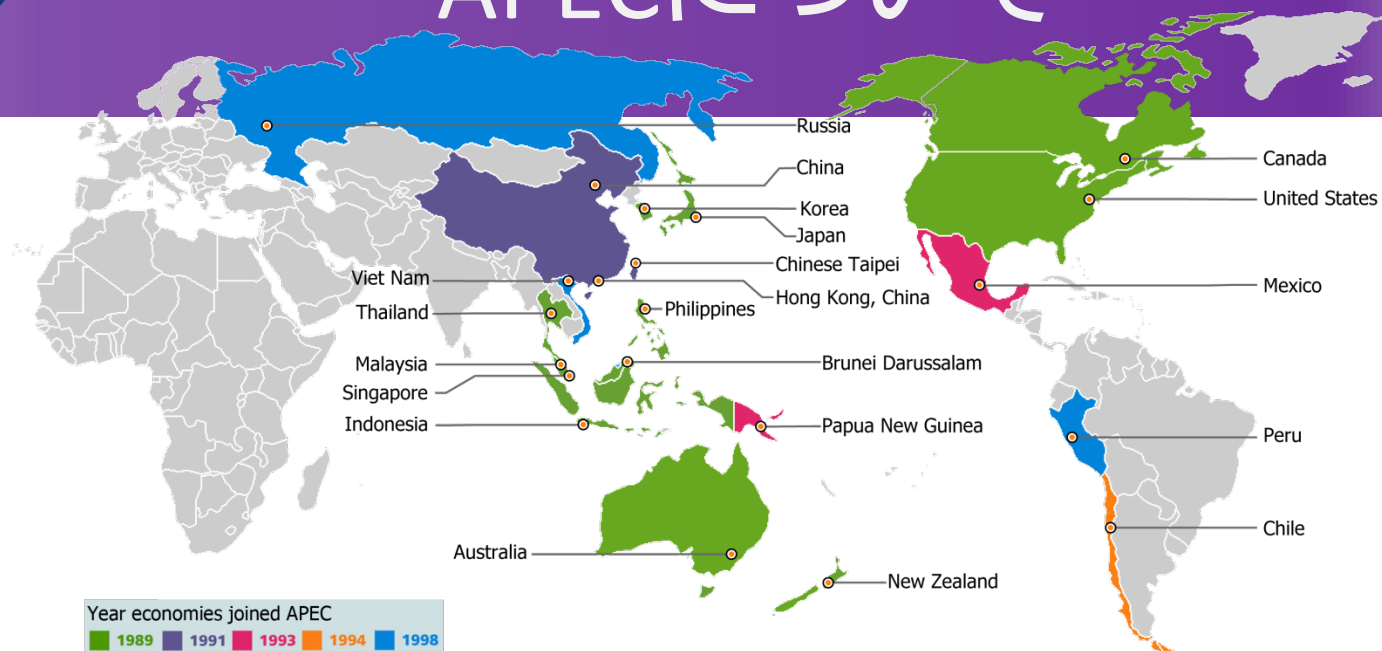 Russia
China
Canada
United States
Korea
Japan
Chinese Taipei
Viet Nam
Mexico
Hong Kong, China
Thailand
Philippines
Malaysia
Brunei Darussalam
Singapore
Indonesia
Papua New Guinea
Peru
Chile
Australia
New Zealand
Year economies joined APEC
1989 1991 1993 1994 1998